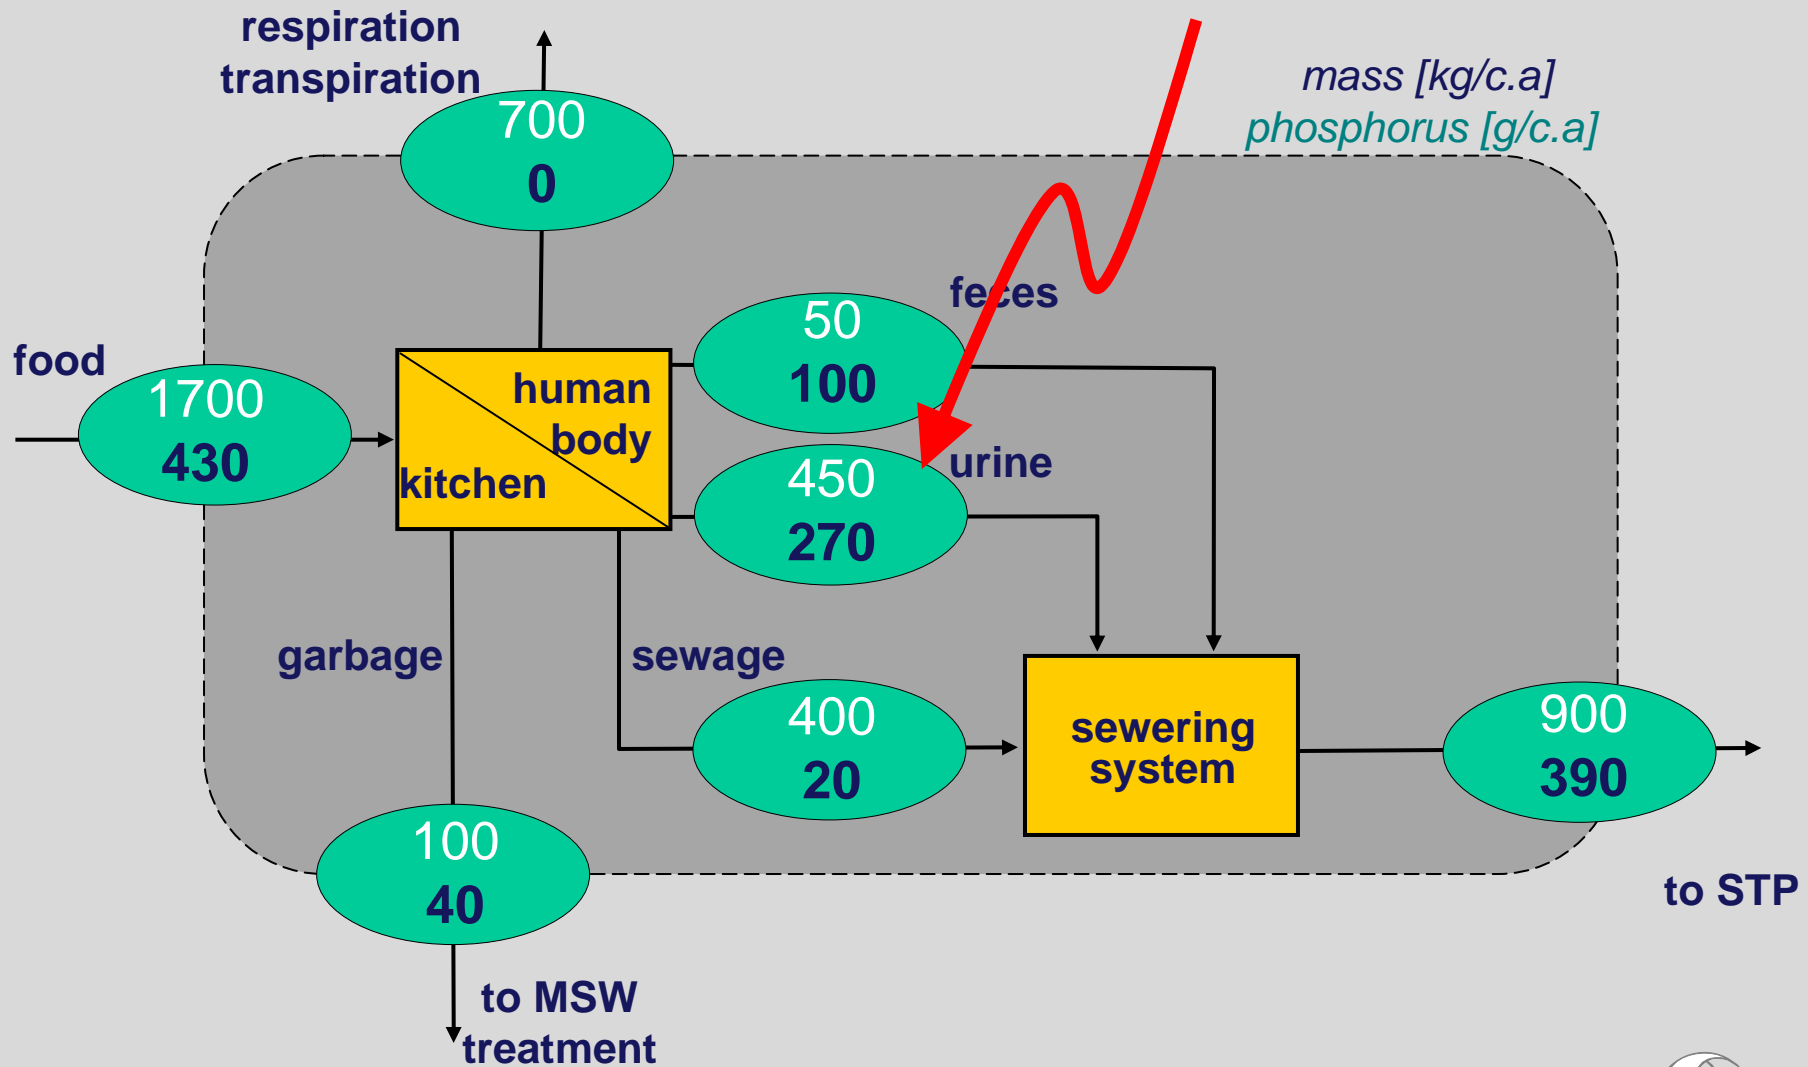 respiration
transpiration
700
0
mass [kg/c.a]
phosphorus [g/c.a]
food
1700
430
human
body
kitchen
feces
50
100
urine
450
270
garbage
sewage
400
20
sewering
system
900
390
100
40
to STP
to MSW
treatment